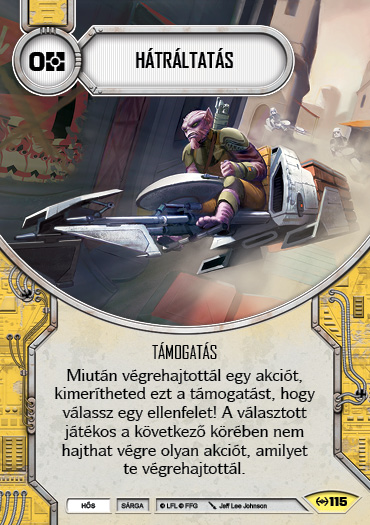 0
HÁTRÁLTATÁS
TÁMOGATÁS
Miután végrehajtottál egy akciót,
kimerítheted ezt a támogatást, hogy
válassz egy ellenfelet! A választott
játékos a következő körében nem
hajthat végre olyan akciót, amilyet
te végrehajtottál.
HŐS SÁRGA © LFL © FFG Jeff Lee Johnson 115